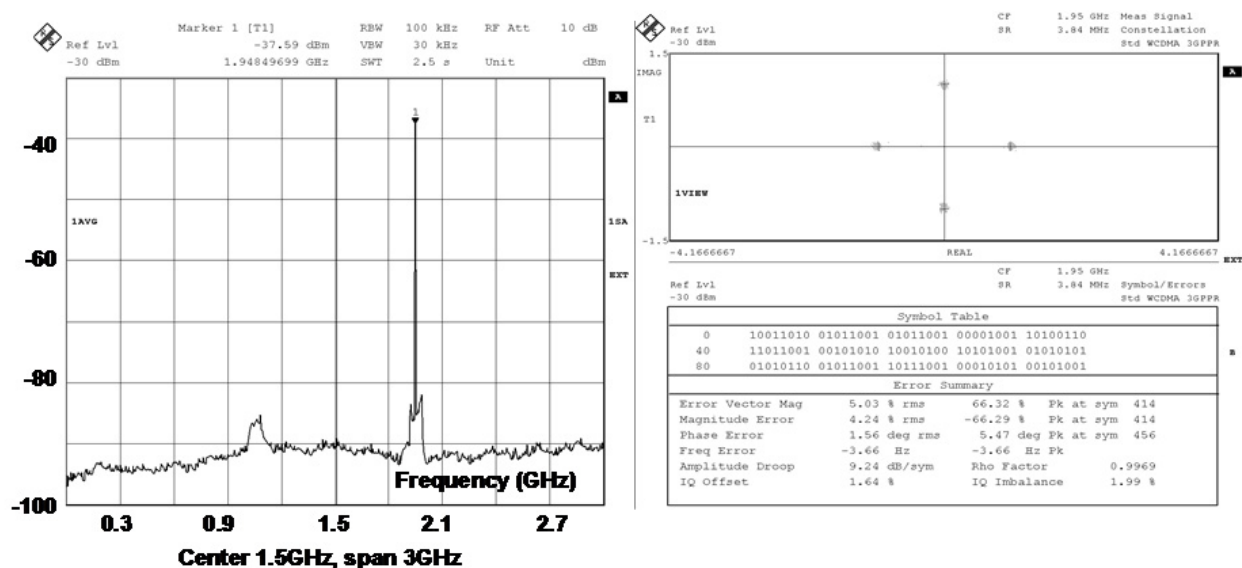 Marker 1 [T1] RBW 100 kHz RF Att 10 dB
Ref Lvl -37.59 dBm VBW 30 kHz
-30 dBm 1.94849699 GHz SWT 2.5 s Unit dBm
1
A
-40
1AVG
1SA
-60
EXT
-80
Frequency (GHz)
-100
0.3 0.9 1.5 2.1 2.7
Center 1.5GHz, span 3GHz
CF 1.95 GHz Meas Signal
Ref Lvl SR 3.84 MHz Constellation
-30 dBm Std WCDMA 3GPPR
1.5
IMAG
A
T1
1VIEW
-1.5
-4.1666667 REAL 4.1666667
EXT
CF 1.95 GHz
Ref Lvl SR 3.84 MHz Symbol/Errors
-30 dBm Std WCDMA 3GPPR
Symbol Table
0 10011010 01011001 01011001 00001001 10100110
40 11011001 00101010 10010100 10101001 01010101
80 01010110 01011001 10111001 00010101 00101001
B
Error Summary
Error Vector Mag 5.03 % rms 66.32 % Pk at sym 414
Magnitude Error 4.24 % rms -66.29 % Pk at sym 414
Phase Error 1.56 deg rms 5.47 deg Pk at sym 456
Freq Error -3.66 Hz -3.66 Hz Pk
Amplitude Droop 9.24 dB/sym Rho Factor 0.9969
IQ Offset 1.64 % IQ Imbalance 1.99 %